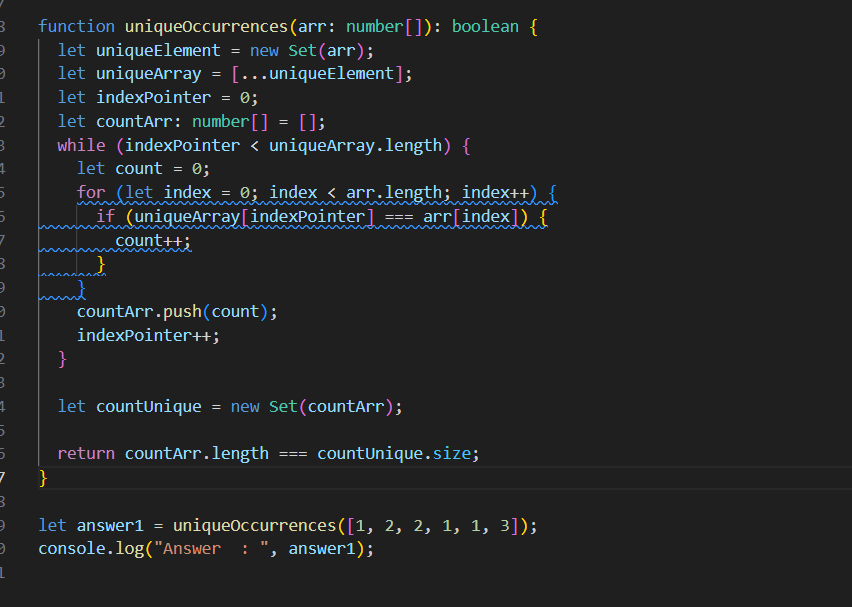 function uniqueOccurrences(arr: number[]): boolean {
  let uniqueElement = new Set(arr);
  let uniqueArray = [...uniqueElement];
  let indexPointer = 0;
  let countArr: number[] = [];
  while (indexPointer < uniqueArray.length) {
    let count = 0;
    for (let index = 0; index < arr.length; index++) {
      if (uniqueArray[indexPointer] === arr[index]) {
        count++;
      }
    }
    countArr.push(count);
    indexPointer++;
  }

  let countUnique = new Set(countArr);

  return countArr.length === countUnique.size;
}

let answer1 = uniqueOccurrences([1, 2, 2, 1, 1, 3]);
console.log("Answer  : ", answer1);